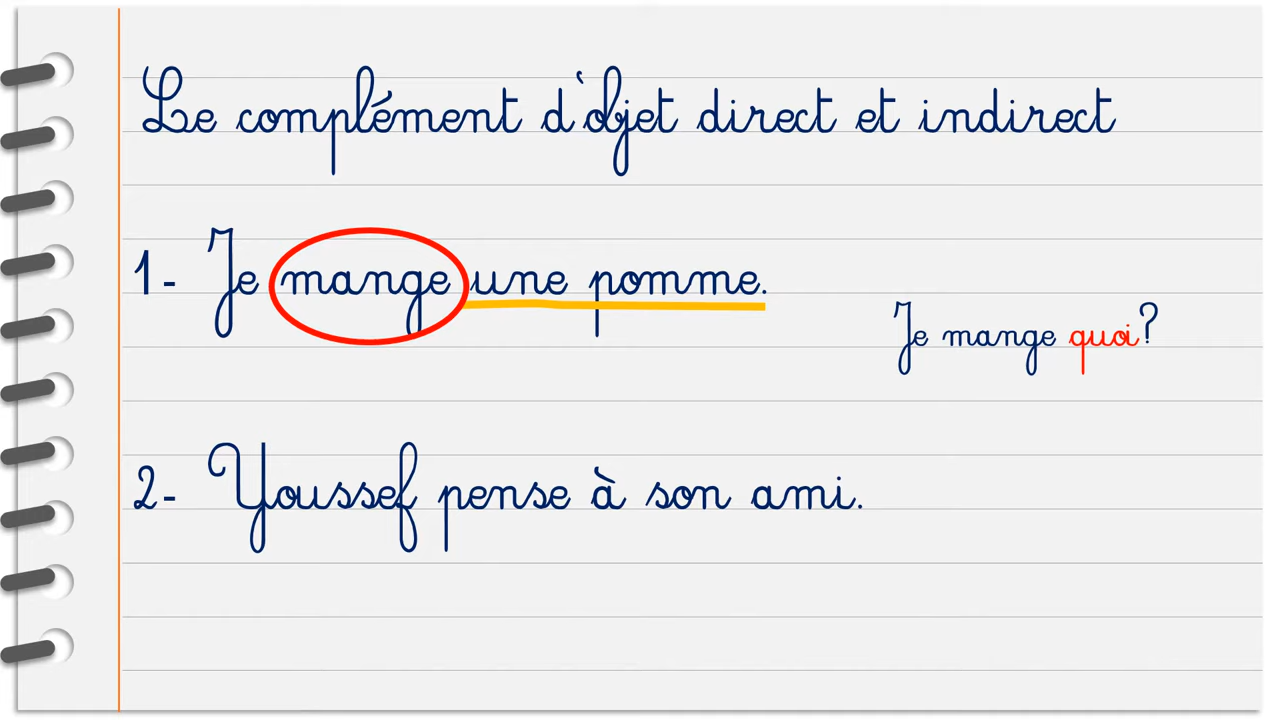 Le complément d'objet direct et indirect
1- Je mange une pomme.
Je mange quoi?
2- Youssef pense à son ami.